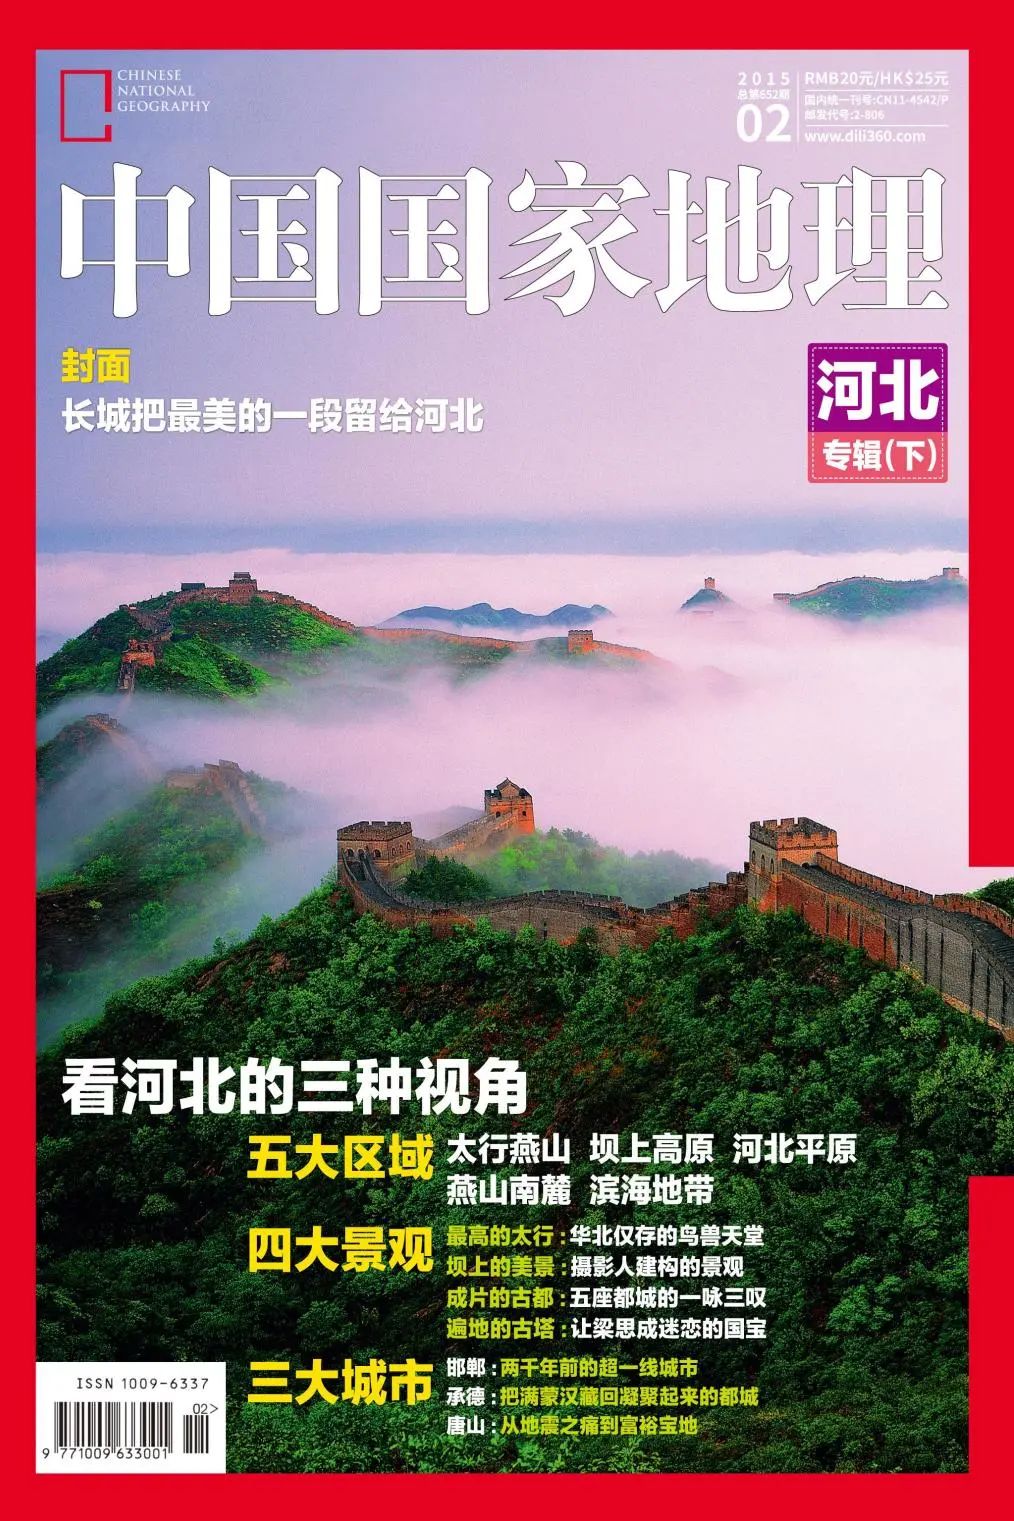 CHINESE
NATIONAL
GEOGRAPHY
2015
总第652期
02
RMB20元/HK$25元
国内统一刊号:CN11-4542/P
邮发代号:2-806
www.dili360.com
中国国家地理
封面
长城把最美的一段留给河北
河北
专辑(下)
看河北的三种视角
五大区域
太行燕山 坝上高原 河北平原
燕山南麓 滨海地带
四大景观
最高的太行:华北仅存的鸟兽天堂
坝上的美景:摄影人建构的景观
成片的古都:五座都城的一咏三叹
遍地的古塔:让梁思成迷恋的国宝
三大城市
邯郸:两千年前的超一线城市
承德:把满蒙汉藏回凝聚起来的都城
唐山:从地震之痛到富裕宝地
ISSN 1009-6337
02>
9 771009 633001